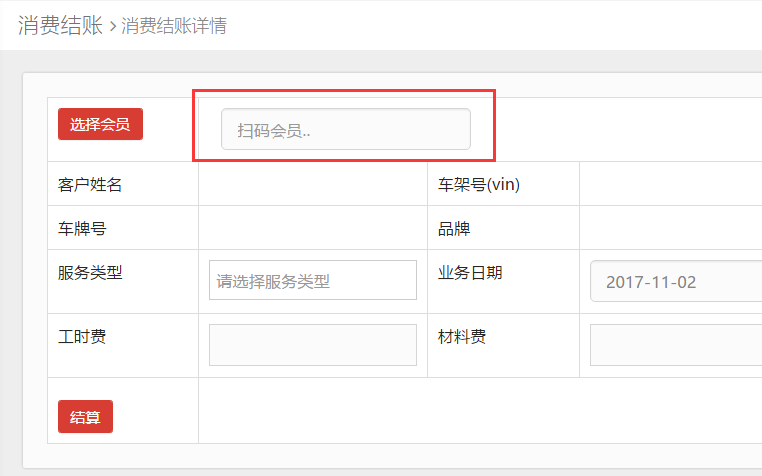 消费结账 > 消费结账详情
选择会员 扫码会员..
客户姓名 车架号(vin)
车牌号 品牌
服务类型 请选择服务类型 业务日期 2017-11-02
工时费 材料费
结算